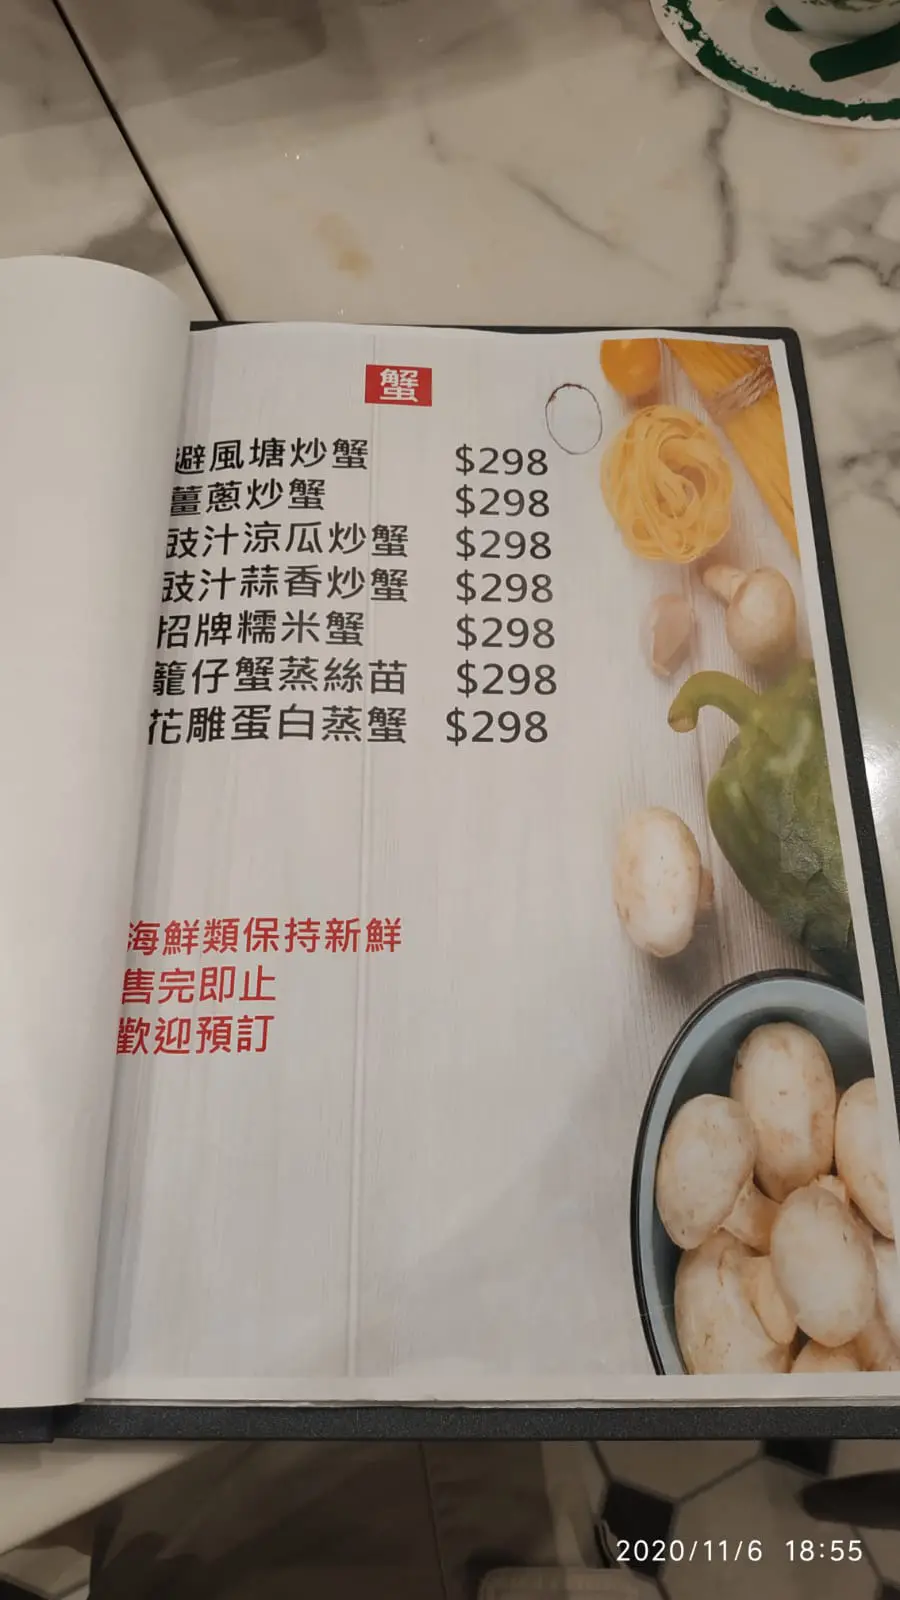 蟹
避風塘炒蟹 $298
薑蔥炒蟹 $298
豉汁涼瓜炒蟹 $298
豉汁蒜香炒蟹 $298
招牌糯米蟹 $298
籠仔蟹蒸絲苗 $298
花雕蛋白蒸蟹 $298
海鮮類保持新鮮
售完即止
歡迎預訂
2020/11/6 18:55